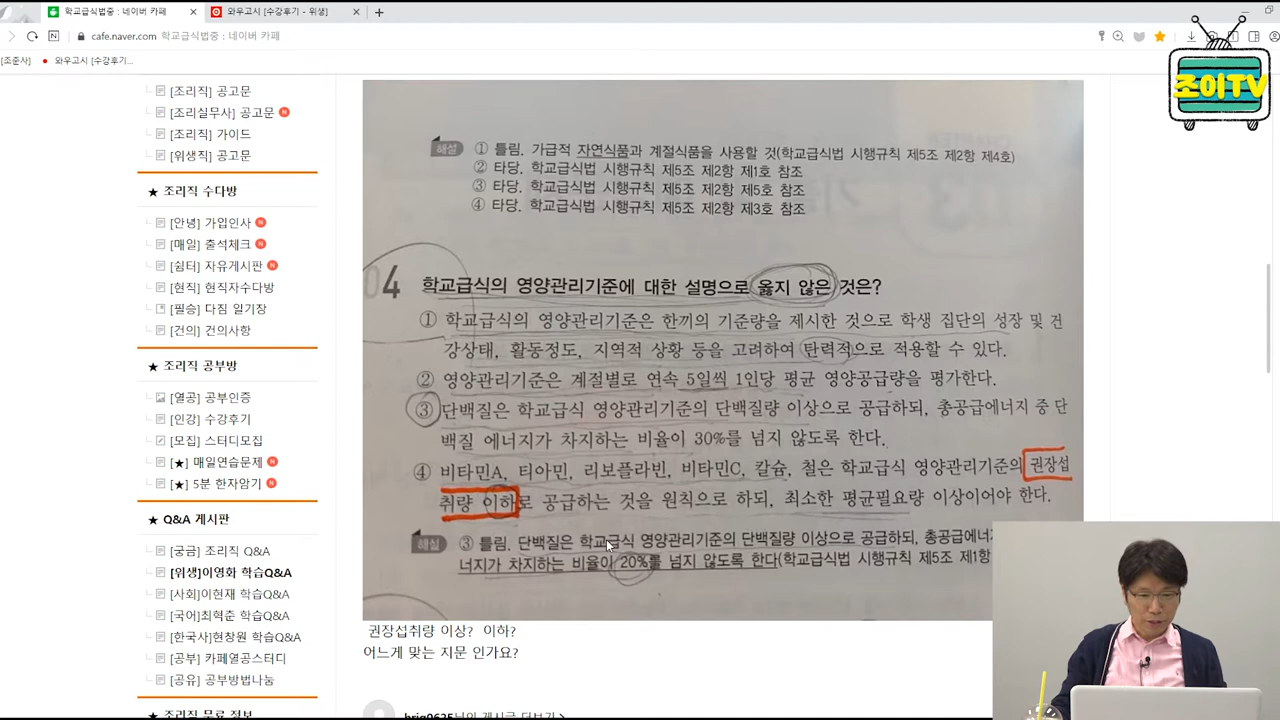 학교급식법중 : 네이버 카페
와우고시 [수강후기 - 위생]
cafe.naver.com 학교급식법중 : 네이버 카페
[조준사]
와우고시 [수강후기...
조이TV
[조리직] 공고문
[조리실무사] 공고문 N
[조리직] 가이드
[위생직] 공고문
★ 조리직 수다방
[안녕] 가입인사 N
[매일] 출석체크 N
[쉼터] 자유게시판 N
[현직] 현직자수다방
[필승] 다짐 일기장
[건의] 건의사항
★ 조리직 공부방
[열공] 공부인증
[인강] 수강후기
[모집] 스터디모집
[★] 매일연습문제 N
[★] 5분 한자암기 N
★ Q&A 게시판
[궁금] 조리직 Q&A
[위생]이영화 학습Q&A
[사회]이현재 학습Q&A
[국어]최혁춘 학습Q&A
[한국사]현창원 학습Q&A
[공부] 카페열공스터디
[공유] 공부방법나눔
★ 조리직 무료 정보
해설 ① 틀림. 가급적 자연식품과 계절식품을 사용할 것(학교급식법 시행규칙 제5조 제2항 제4호)
② 타당. 학교급식법 시행규칙 제5조 제2항 제1호 참조
③ 타당. 학교급식법 시행규칙 제5조 제2항 제5호 참조
④ 타당. 학교급식법 시행규칙 제5조 제2항 제3호 참조
04 학교급식의 영양관리기준에 대한 설명으로 옳지 않은 것은?
① 학교급식의 영양관리기준은 한끼의 기준량을 제시한 것으로 학생 집단의 성장 및 건
강상태, 활동정도, 지역적 상황 등을 고려하여 탄력적으로 적용할 수 있다.
② 영양관리기준은 계절별로 연속 5일씩 1인당 평균 영양공급량을 평가한다.
③ 단백질은 학교급식 영양관리기준의 단백질량 이상으로 공급하되, 총공급에너지 중 단
백질 에너지가 차지하는 비율이 30%를 넘지 않도록 한다.
④ 비타민A, 티아민, 리보플라빈, 비타민C, 칼슘, 철은 학교급식 영양관리기준의 권장섭
취량 이하로 공급하는 것을 원칙으로 하되, 최소한 평균필요량 이상이어야 한다.
해설 ③ 틀림. 단백질은 학교급식 영양관리기준의 단백질량 이상으로 공급하되, 총공급에너
너지가 차지하는 비율이 20%를 넘지 않도록 한다(학교급식법 시행규칙 제5조 제1항
권장섭취량 이상? 이하?
어느게 맞는 지문 인가요?